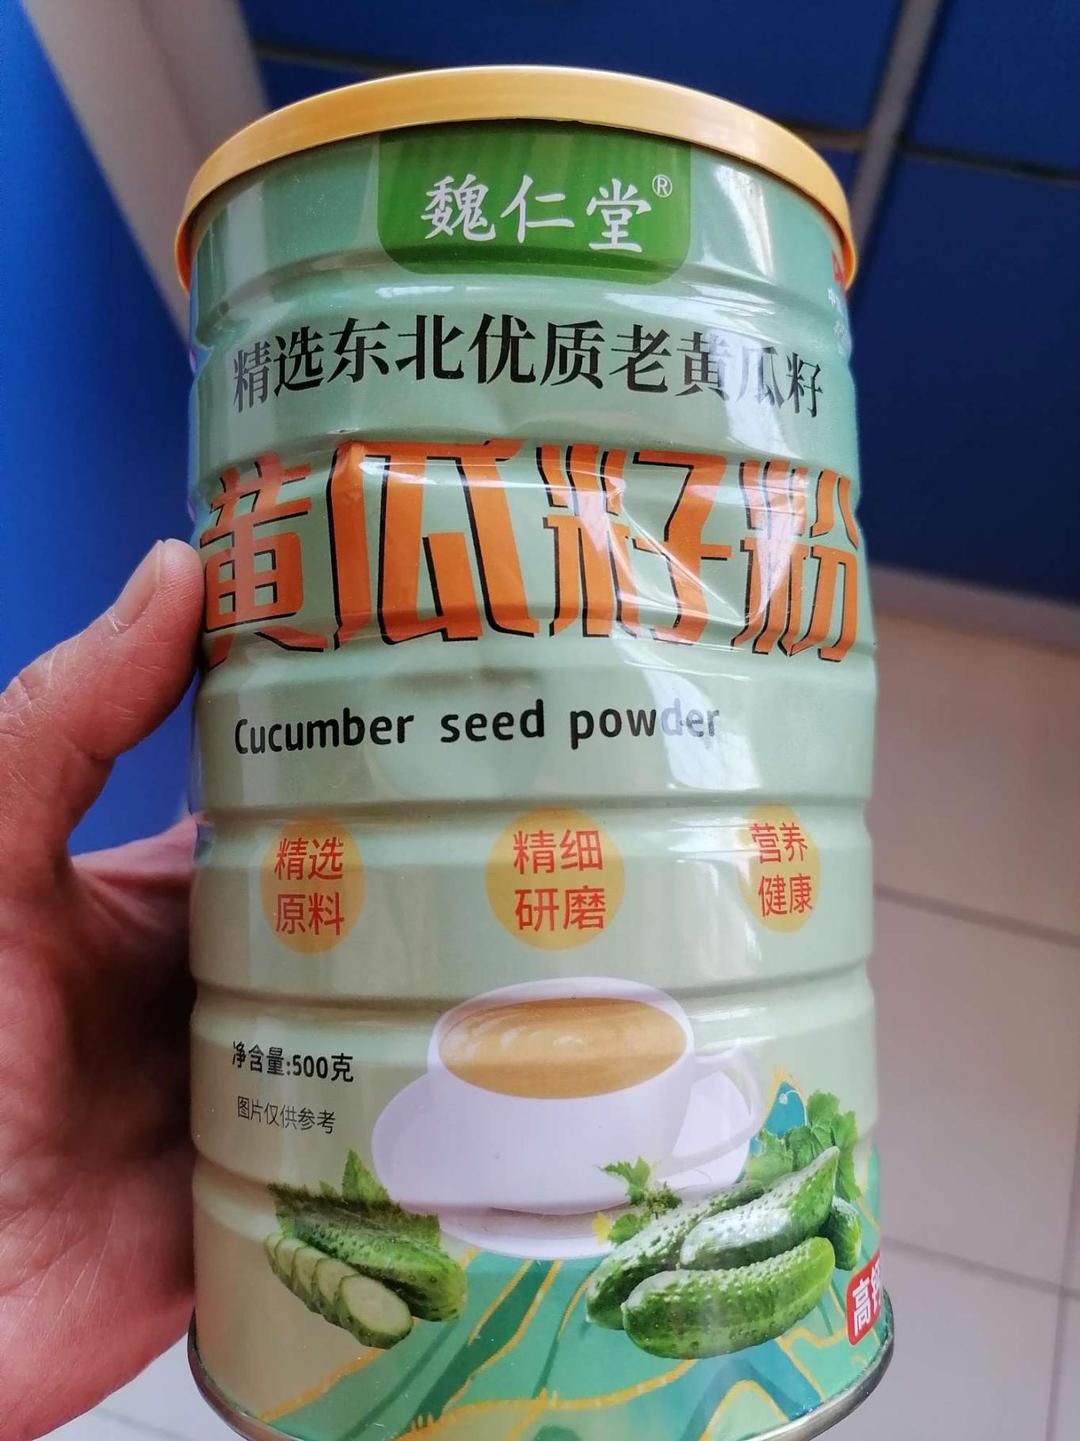 魏仁堂®
精选东北优质老黄瓜籽
黄瓜籽粉
Cucumber seed powder
精选
原料
精细
研磨
营养
健康
净含量:500克
图片仅供参考
高